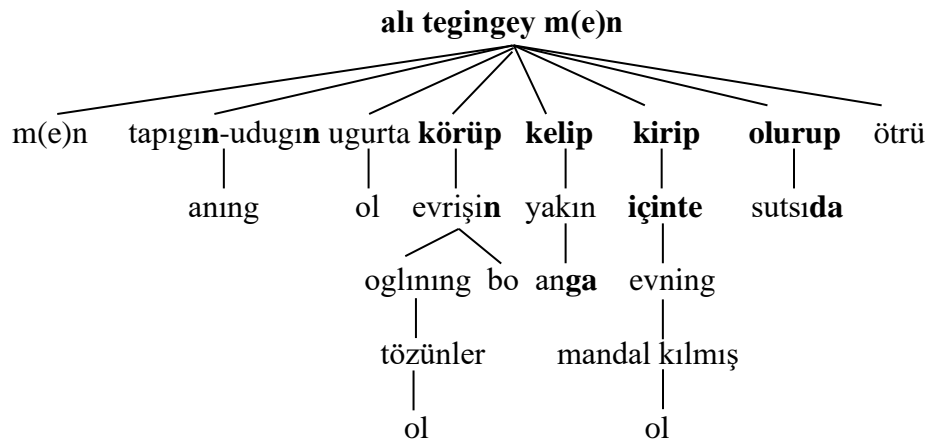 alı tegingey m(e)n
m(e)n tapıgın-udugın ugurta körüp kelip kirip olurup ötrü
anıng ol evrişin yakın içinte sutsıda
oglınıng bo anga evning
tözünler mandal kılmış
ol ol